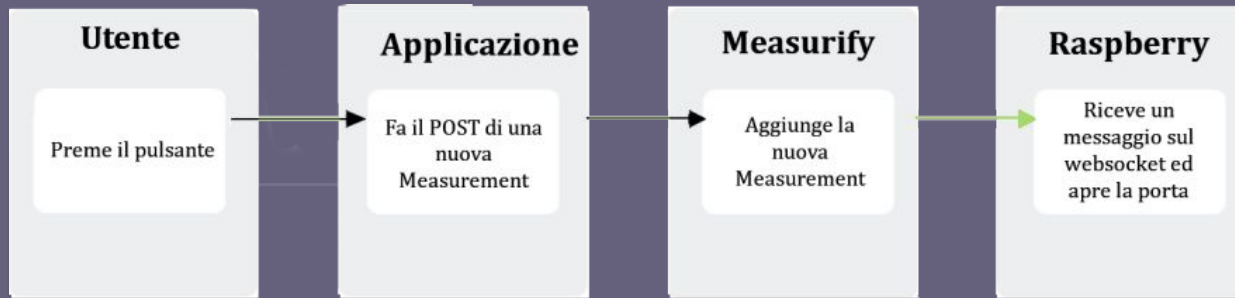 Utente
Preme il pulsante
Applicazione
Fa il POST di una
nuova
Measurement
Measurify
Aggiunge la
nuova
Measurement
Raspberry
Riceve un
messaggio sul
websocket ed
apre la porta